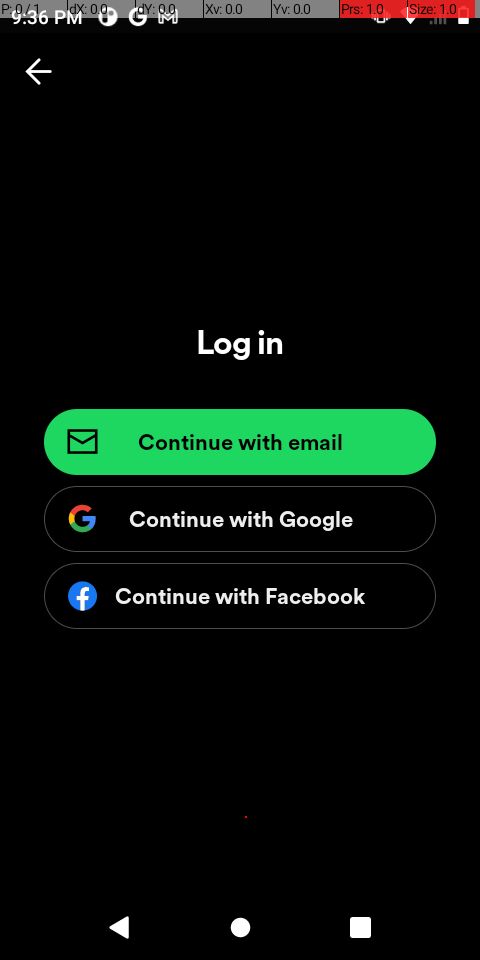 P: 0 / 1 dX: 0.0 dY: 0.0 Xv: 0.0 Yv: 0.0 Prs: 1.0 Size: 1.0
9:36 PM
Log in
Continue with email
Continue with Google
Continue with Facebook